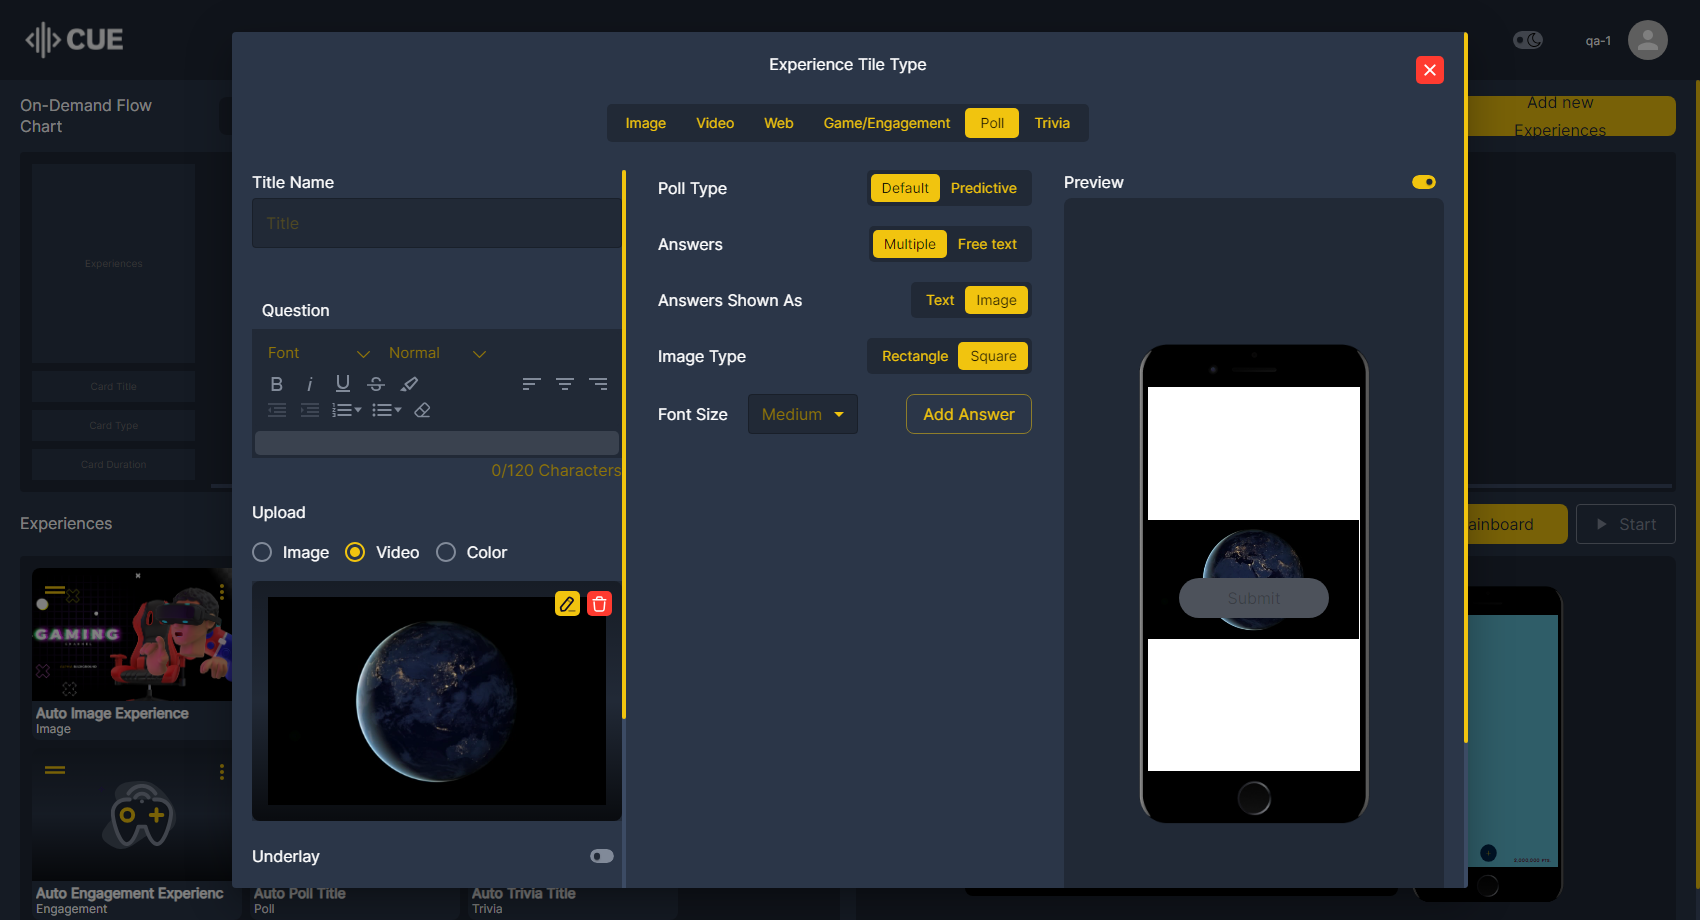 CUE
Experience Tile Type
qa-1
On-Demand Flow
Chart
Add new
Experiences
Image
Video
Web
Game/Engagement
Poll
Trivia
Title Name
Title
Poll Type
Default
Predictive
Preview
Answers
Multiple
Free text
Experiences
Answers Shown As
Text
Image
Question
Font
Normal
Image Type
Rectangle
Square
B
i
U
S
Font Size
Medium
Add Answer
Card Title
Card Type
Card Duration
0/120 Characters
Upload
Image
Video
Color
Experiences
ainboard
Start
Submit
GAMING
Auto Image Experience
Image
Underlay
Auto Engagement Experienc
Engagement
Auto Poll Title
Poll
Auto Trivia Title
Trivia